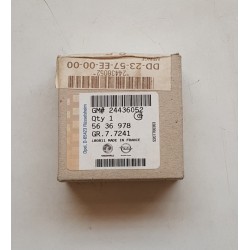 DD-23-57-EE-00-00
24436052
GM# 24436052
Qty 1
56 36 978
GR.7.7241
MADE IN FRANCE